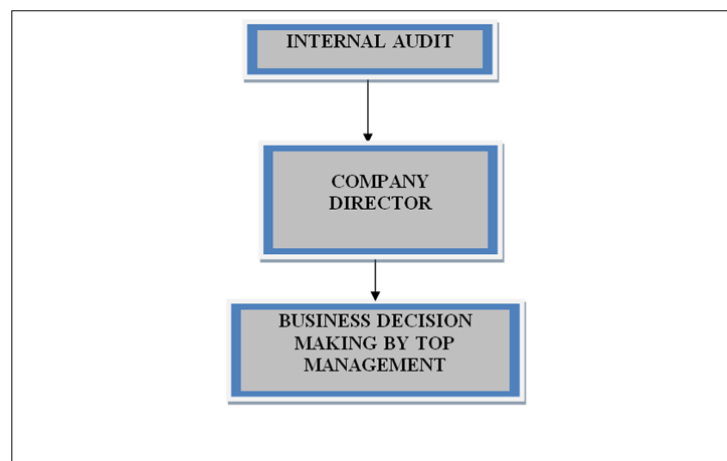 INTERNAL AUDIT
COMPANY
DIRECTOR
BUSINESS DECISION
MAKING BY TOP
MANAGEMENT